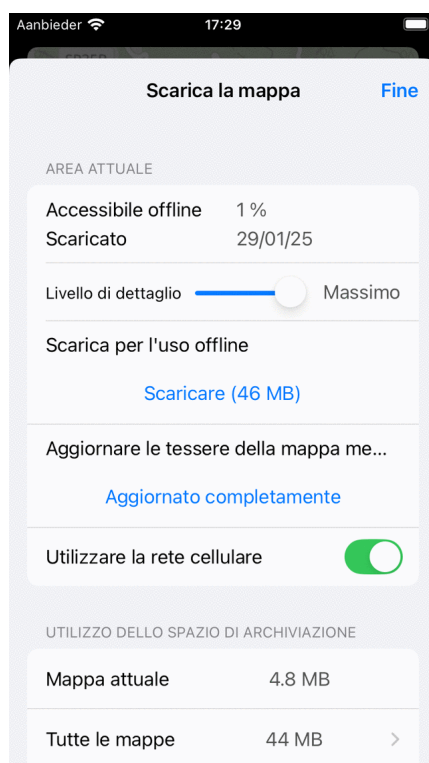 Aanbieder 17:29
Scarica la mappa Fine
AREA ATTUALE
Accessibile offline 1 %
Scaricato 29/01/25
Livello di dettaglio Massimo
Scarica per l'uso offline
Scaricare (46 MB)
Aggiornare le tessere della mappa me...
Aggiornato completamente
Utilizzare la rete cellulare
UTILIZZO DELLO SPAZIO DI ARCHIVIAZIONE
Mappa attuale 4.8 MB
Tutte le mappe 44 MB